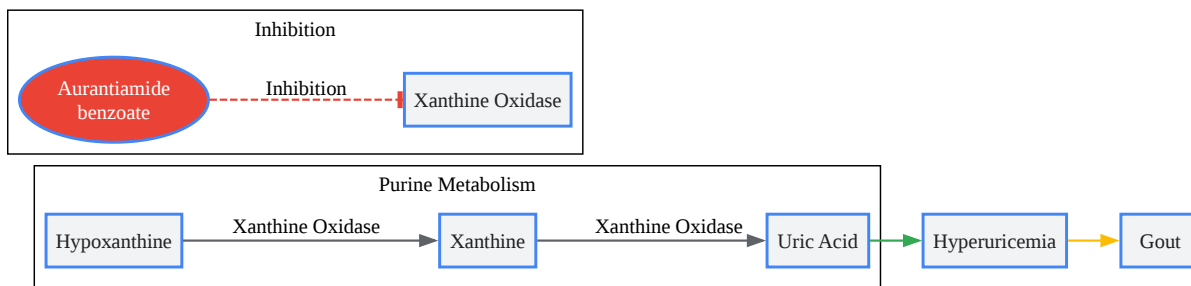 Inhibition
Aurantiamide
benzoate
Inhibition
Xanthine Oxidase
Purine Metabolism
Hypoxanthine
Xanthine Oxidase
Xanthine
Xanthine Oxidase
Uric Acid
Hyperuricemia
Gout